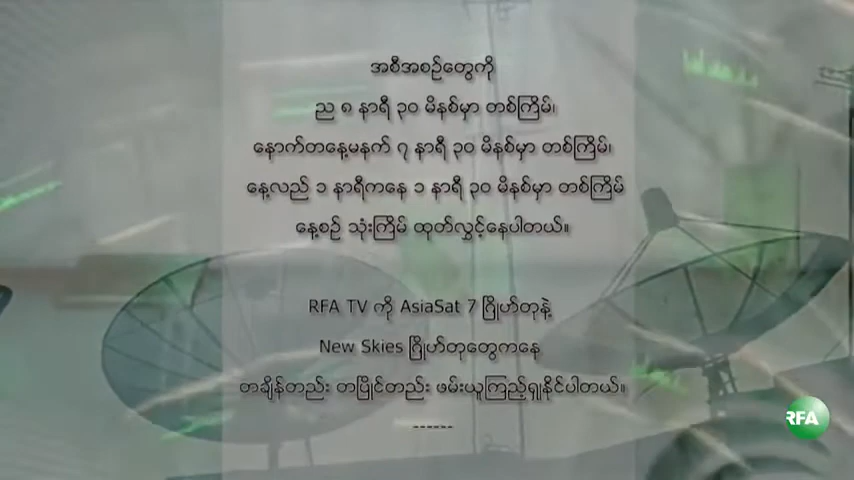 အစီအစဉ်တွေကို
ည ၈ နာရီ ၃၀ မိနစ်မှာ တစ်ကြိမ်၊
နောက်တနေ့မနက် ၇ နာရီ ၃၀ မိနစ်မှာ တစ်ကြိမ်၊
နေ့လည် ၁ နာရီကနေ ၁ နာရီ ၃၀ မိနစ်မှာ တစ်ကြိမ်
နေ့စဉ် သုံးကြိမ် ထုတ်လွှင့်နေပါတယ်။
RFA TV ကို AsiaSat 7 ဂြိုဟ်တုနဲ့
New Skies ဂြိုဟ်တုတွေကနေ
တချိန်တည်း တပြိုင်တည်း ဖမ်းယူကြည့်ရှုနိုင်ပါတယ်။
------
RFA